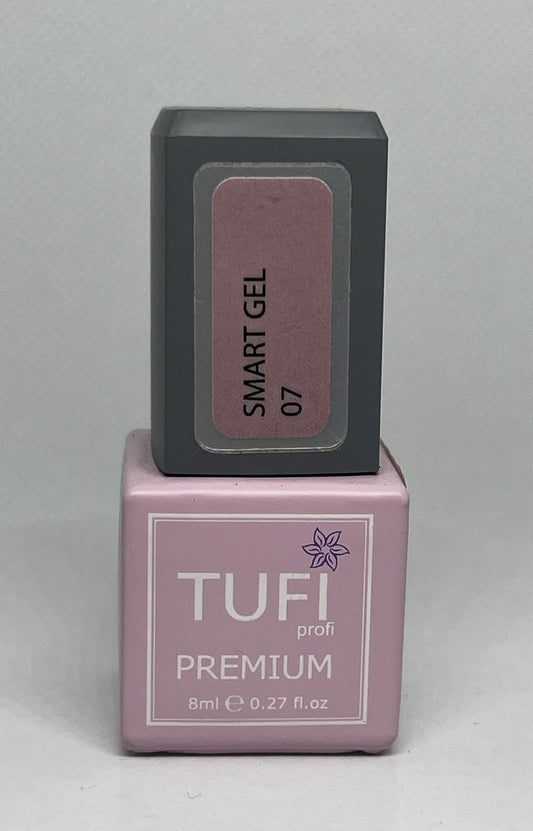 SMART GEL
07
TUFI
profi
PREMIUM
8ml ℮ 0.27 fl.oz